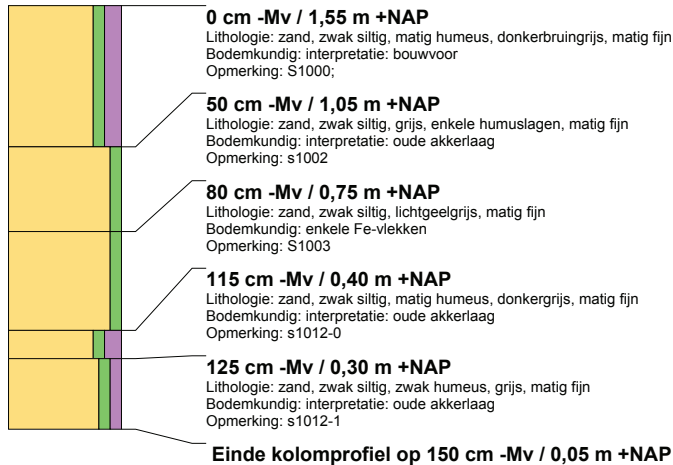 0 cm -Mv / 1,55 m +NAP
Lithologie: zand, zwak siltig, matig humeus, donkerbruingrijs, matig fijn
Bodemkundig: interpretatie: bouwvoor
Opmerking: S1000;
50 cm -Mv / 1,05 m +NAP
Lithologie: zand, zwak siltig, grijs, enkele humuslagen, matig fijn
Bodemkundig: interpretatie: oude akkerlaag
Opmerking: s1002
80 cm -Mv / 0,75 m +NAP
Lithologie: zand, zwak siltig, lichtgeelgrijs, matig fijn
Bodemkundig: enkele Fe-vlekken
Opmerking: S1003
115 cm -Mv / 0,40 m +NAP
Lithologie: zand, zwak siltig, matig humeus, donkergrijs, matig fijn
Bodemkundig: interpretatie: oude akkerlaag
Opmerking: s1012-0
125 cm -Mv / 0,30 m +NAP
Lithologie: zand, zwak siltig, zwak humeus, grijs, matig fijn
Bodemkundig: interpretatie: oude akkerlaag
Opmerking: s1012-1
Einde kolomprofiel op 150 cm -Mv / 0,05 m +NAP